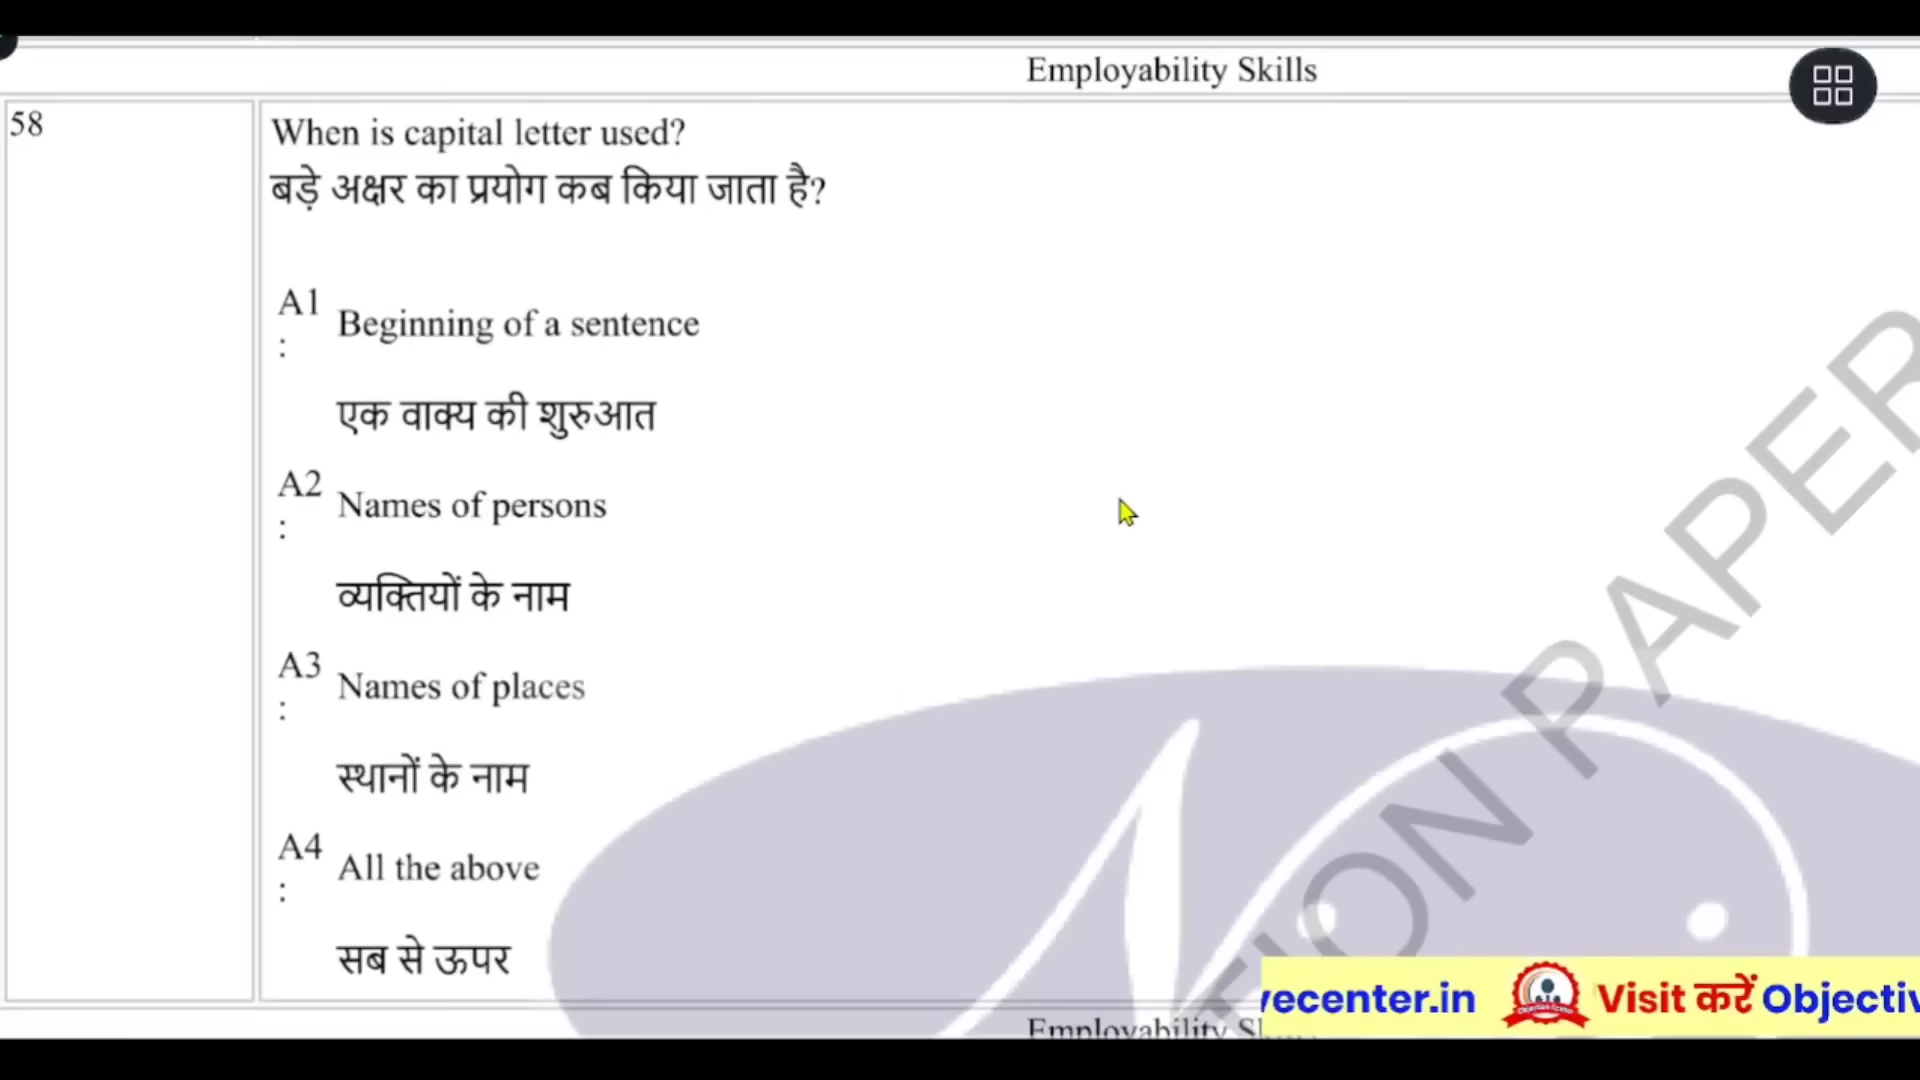 Employability Skills
58
When is capital letter used?
बड़े अक्षर का प्रयोग कब किया जाता है?
A1
:
Beginning of a sentence
एक वाक्य की शुरुआत
A2
:
Names of persons
व्यक्तियों के नाम
A3
:
Names of places
स्थानों के नाम
A4
:
All the above
सब से ऊपर
PAPER
vecenter.in Visit करें Objectiv
Employability